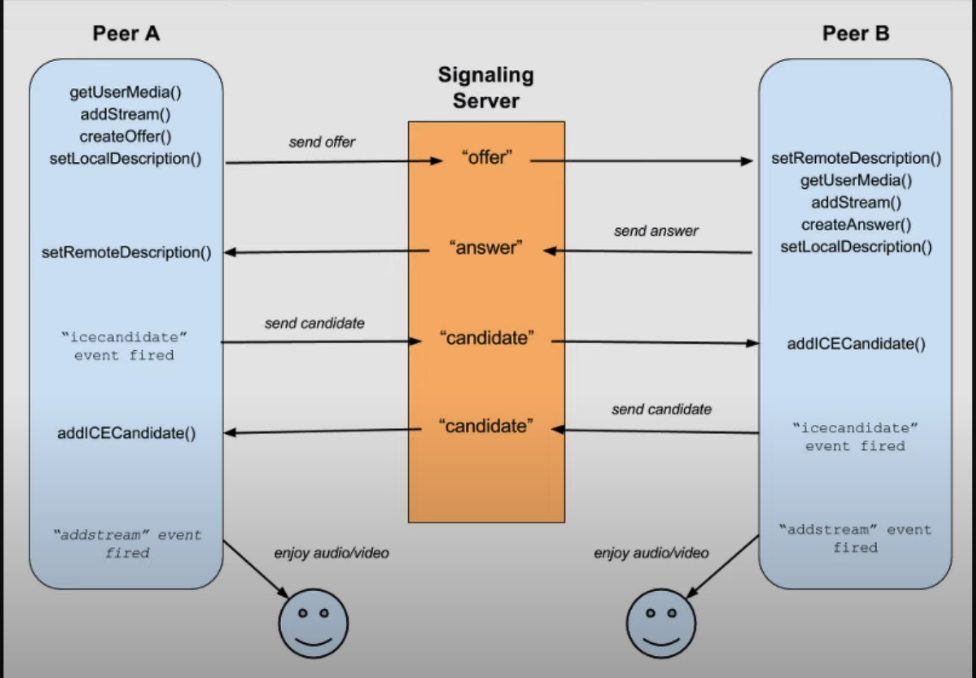 Peer A
Peer B
Signaling
Server
getUserMedia()
addStream()
createOffer()
setLocalDescription()
send offer
“offer”
setRemoteDescription()
getUserMedia()
addStream()
createAnswer()
setLocalDescription()
send answer
“answer”
setRemoteDescription()
“icecandidate”
event fired
send candidate
“candidate”
addICECandidate()
“icecandidate”
event fired
send candidate
“candidate”
addICECandidate()
“addstream” event
fired
enjoy audio/video
“addstream” event
fired
enjoy audio/video